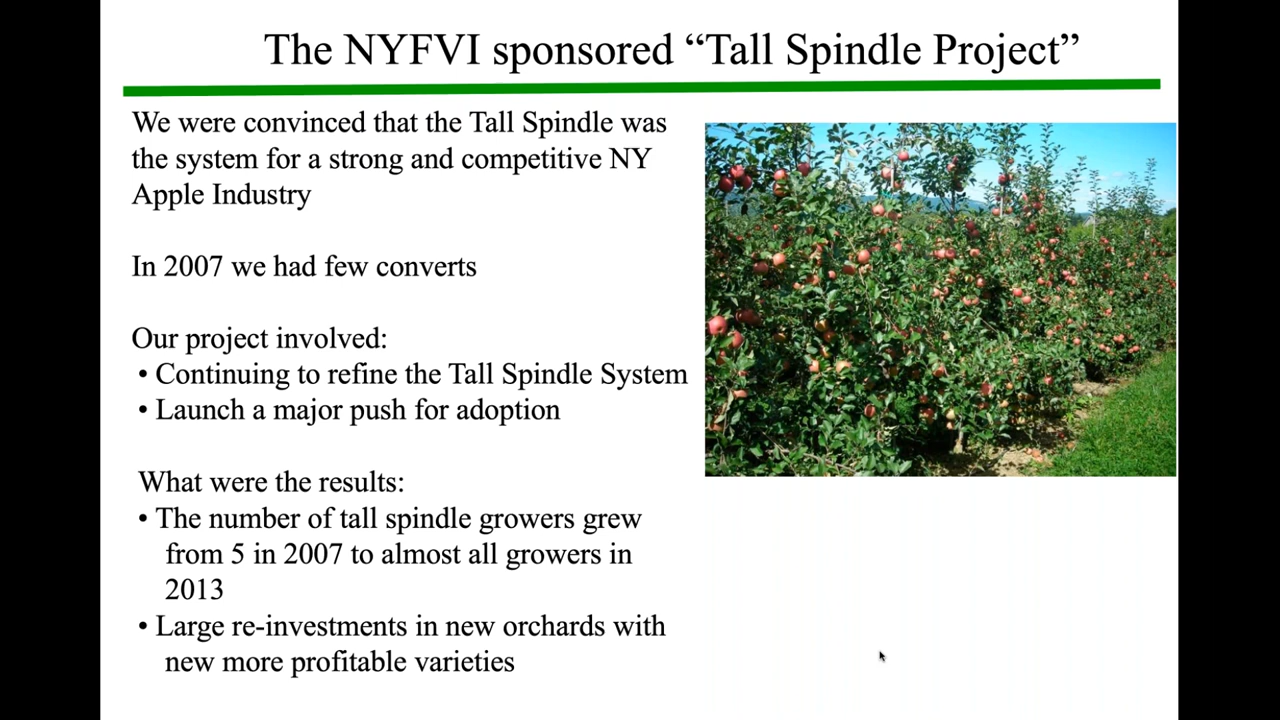 The NYFVI sponsored “Tall Spindle Project”
We were convinced that the Tall Spindle was
the system for a strong and competitive NY
Apple Industry
In 2007 we had few converts
Our project involved:
• Continuing to refine the Tall Spindle System
• Launch a major push for adoption
What were the results:
• The number of tall spindle growers grew
from 5 in 2007 to almost all growers in
2013
• Large re-investments in new orchards with
new more profitable varieties